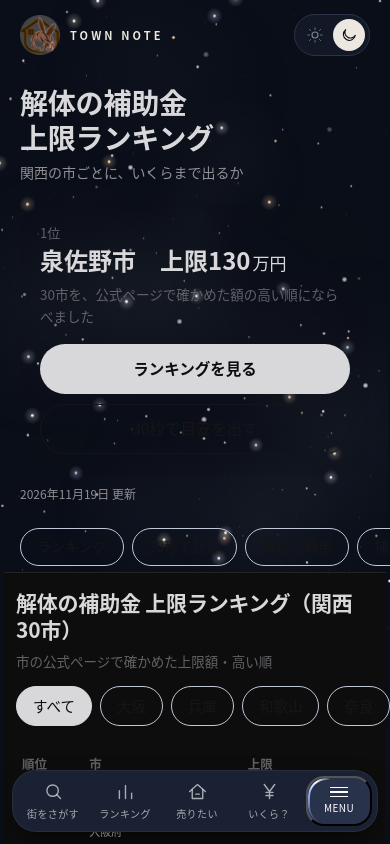 TOWN NOTE
解体の補助金
上限ランキング
関西の市ごとに、いくらまで出るか
1位
泉佐野市 上限130万円
30市を、公式ページで確かめた額の高い順になら
べました
ランキングを見る
2026年11月19日 更新
ランキング
解体の補助金 上限ランキング（関西
30市）
市の公式ページで確かめた上限額・高い順
すべて 大阪 兵庫 和歌山 奈良
順位 市 上限
街をさがす ランキング 売りたい いくら？ MENU
大阪府